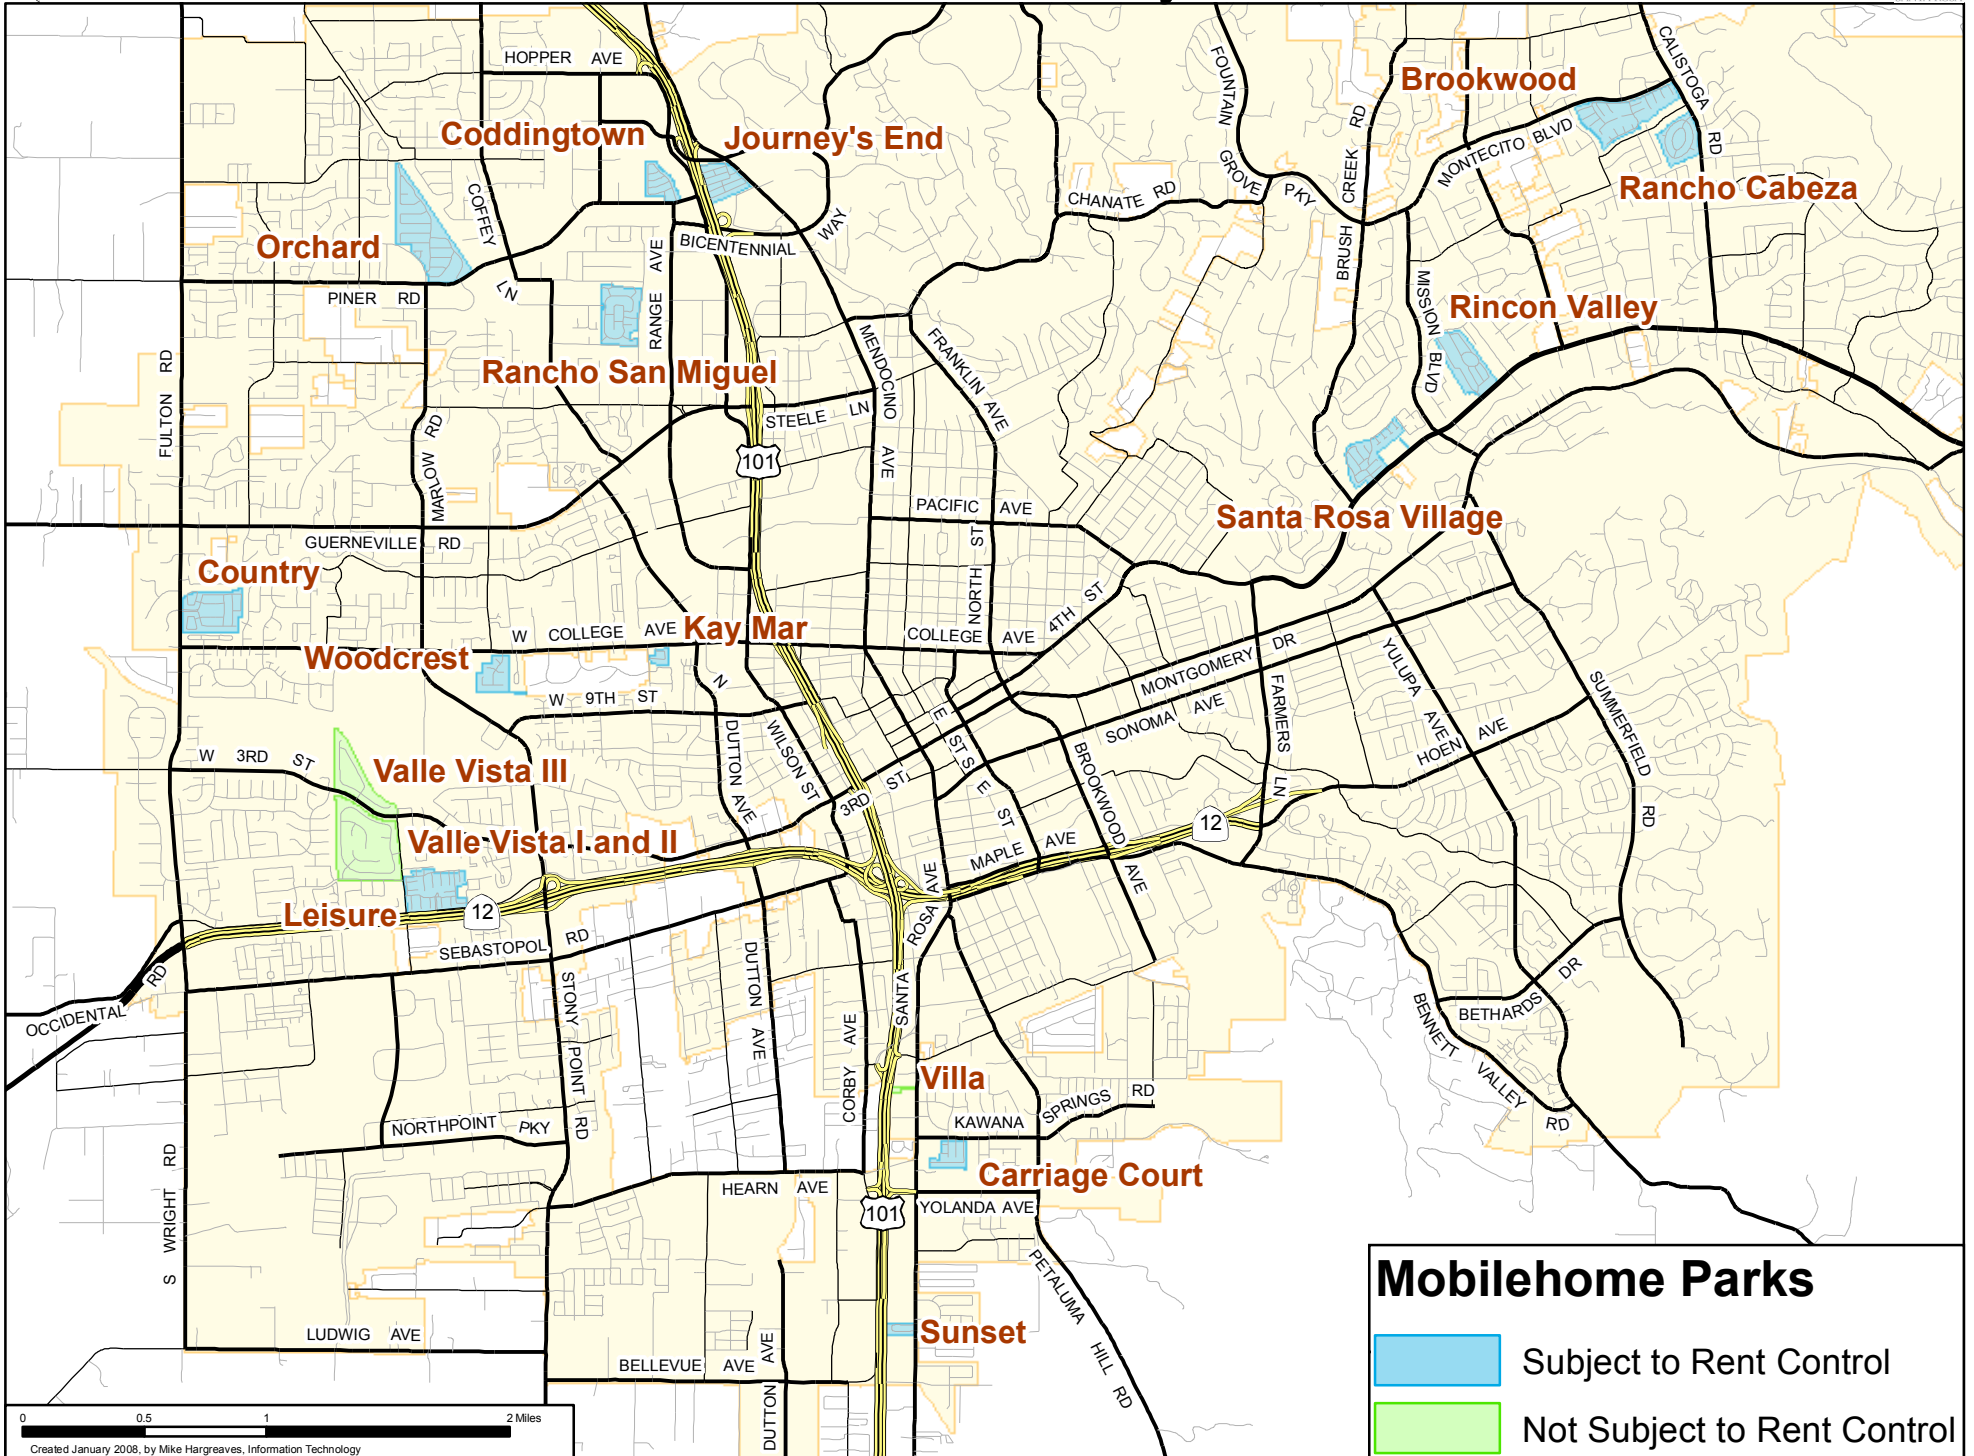 HOPPER AVE
FOUNTAIN GROVE PKY
CALISTOGA RD
Brookwood
Coddingtown
Journey's End
MONTECITO BLVD
BRUSH CREEK RD
CHANATE RD
Rancho Cabeza
COFFEY LN
Orchard
BICENTENNIAL WAY
RANGE AVE
PINER RD
MISSION BLVD
Rincon Valley
MENDOCINO AVE
FRANKLIN AVE
FULTON RD
Rancho San Miguel
STEELE LN
MARLOW RD
101
PACIFIC AVE
Santa Rosa Village
GUERNEVILLE RD
NORTH ST
Country
4TH ST
W COLLEGE AVE
Kay Mar
COLLEGE AVE
Woodcrest
MONTGOMERY DR
YULUPA AVE
SUMMERFIELD RD
W 9TH ST
N DUTTON AVE
WILSON ST
E ST
S E ST
SONOMA AVE
FARMERS LN
HOEN AVE
W 3RD ST
Valle Vista III
3RD ST
BROOKWOOD AVE
12
Valle Vista I and II
MAPLE AVE
Leisure
12
SEBASTOPOL RD
SANTA ROSA AVE
OCCIDENTAL RD
STONY POINT RD
DUTTON AVE
CORBY AVE
BETHARDS DR
BENNETT VALLEY RD
Villa
NORTHPOINT PKY
KAWANA SPRINGS RD
S WRIGHT RD
Carriage Court
HEARN AVE
YOLANDA AVE
101
PETALUMA HILL RD
Sunset
LUDWIG AVE
BELLEVUE AVE
DUTTON AVE
Mobilehome Parks
Subject to Rent Control
Not Subject to Rent Control
0 0.5 1 2 Miles
Created January 2008, by Mike Hargreaves, Information Technology